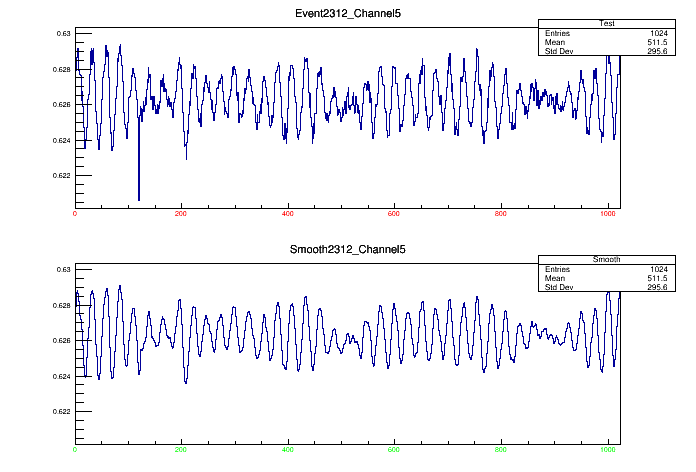 Event2312_Channel5
Test
Entries 1024
Mean 511.5
Std Dev 295.6
0.63
0.628
0.626
0.624
0.622
0 200 400 600 800 1000
Smooth2312_Channel5
Smooth
Entries 1024
Mean 511.5
Std Dev 295.6
0.63
0.628
0.626
0.624
0.622
0 200 400 600 800 1000